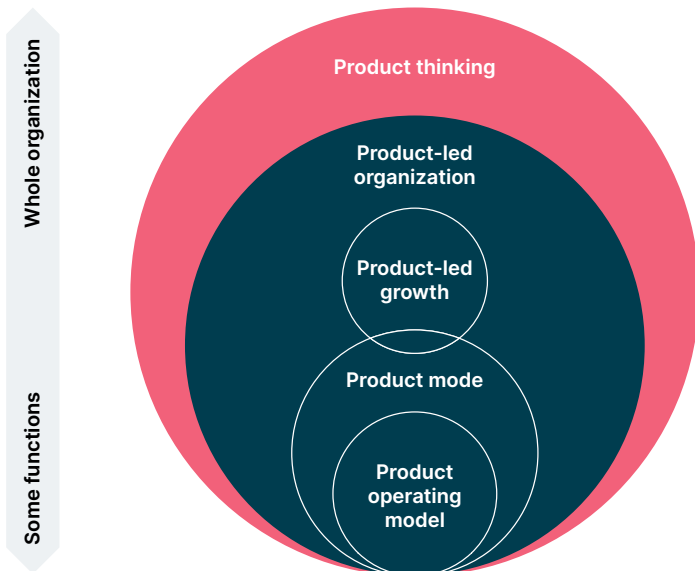 Whole organization
Some functions
Product thinking
Product-led
organization
Product-led
growth
Product mode
Product
operating
model